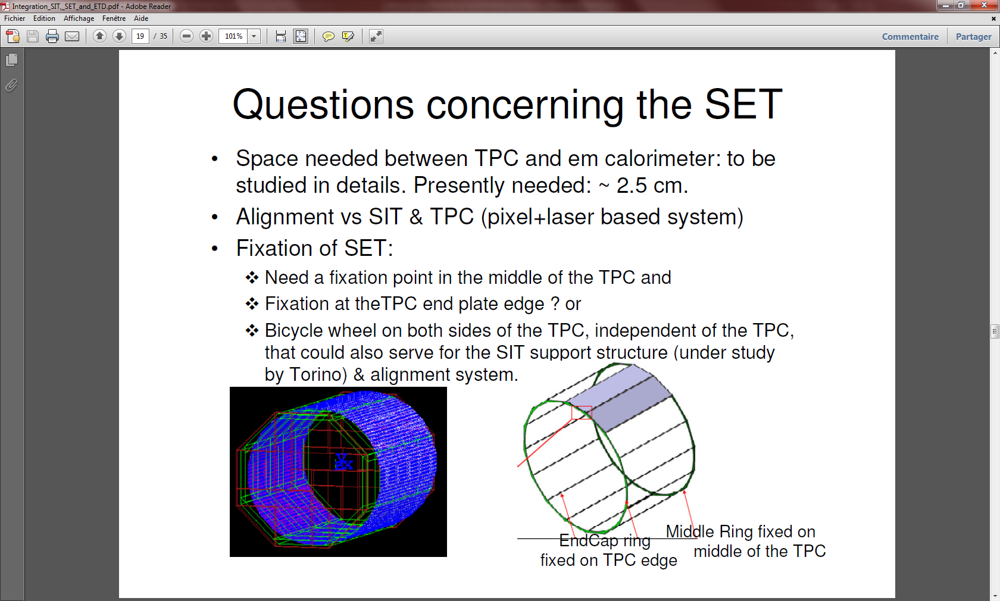 Integration_SIT,_SET_and_ETD.pdf - Adobe Reader
Fichier Edition Affichage Fenêtre Aide
19 / 35 101% Commentaire Partager
Questions concerning the SET
• Space needed between TPC and em calorimeter: to be
studied in details. Presently needed: ~ 2.5 cm.
• Alignment vs SIT & TPC (pixel+laser based system)
• Fixation of SET:
❖ Need a fixation point in the middle of the TPC and
❖ Fixation at theTPC end plate edge ? or
❖ Bicycle wheel on both sides of the TPC, independent of the TPC,
that could also serve for the SIT support structure (under study
by Torino) & alignment system.
EndCap ring
fixed on TPC edge
Middle Ring fixed on
middle of the TPC